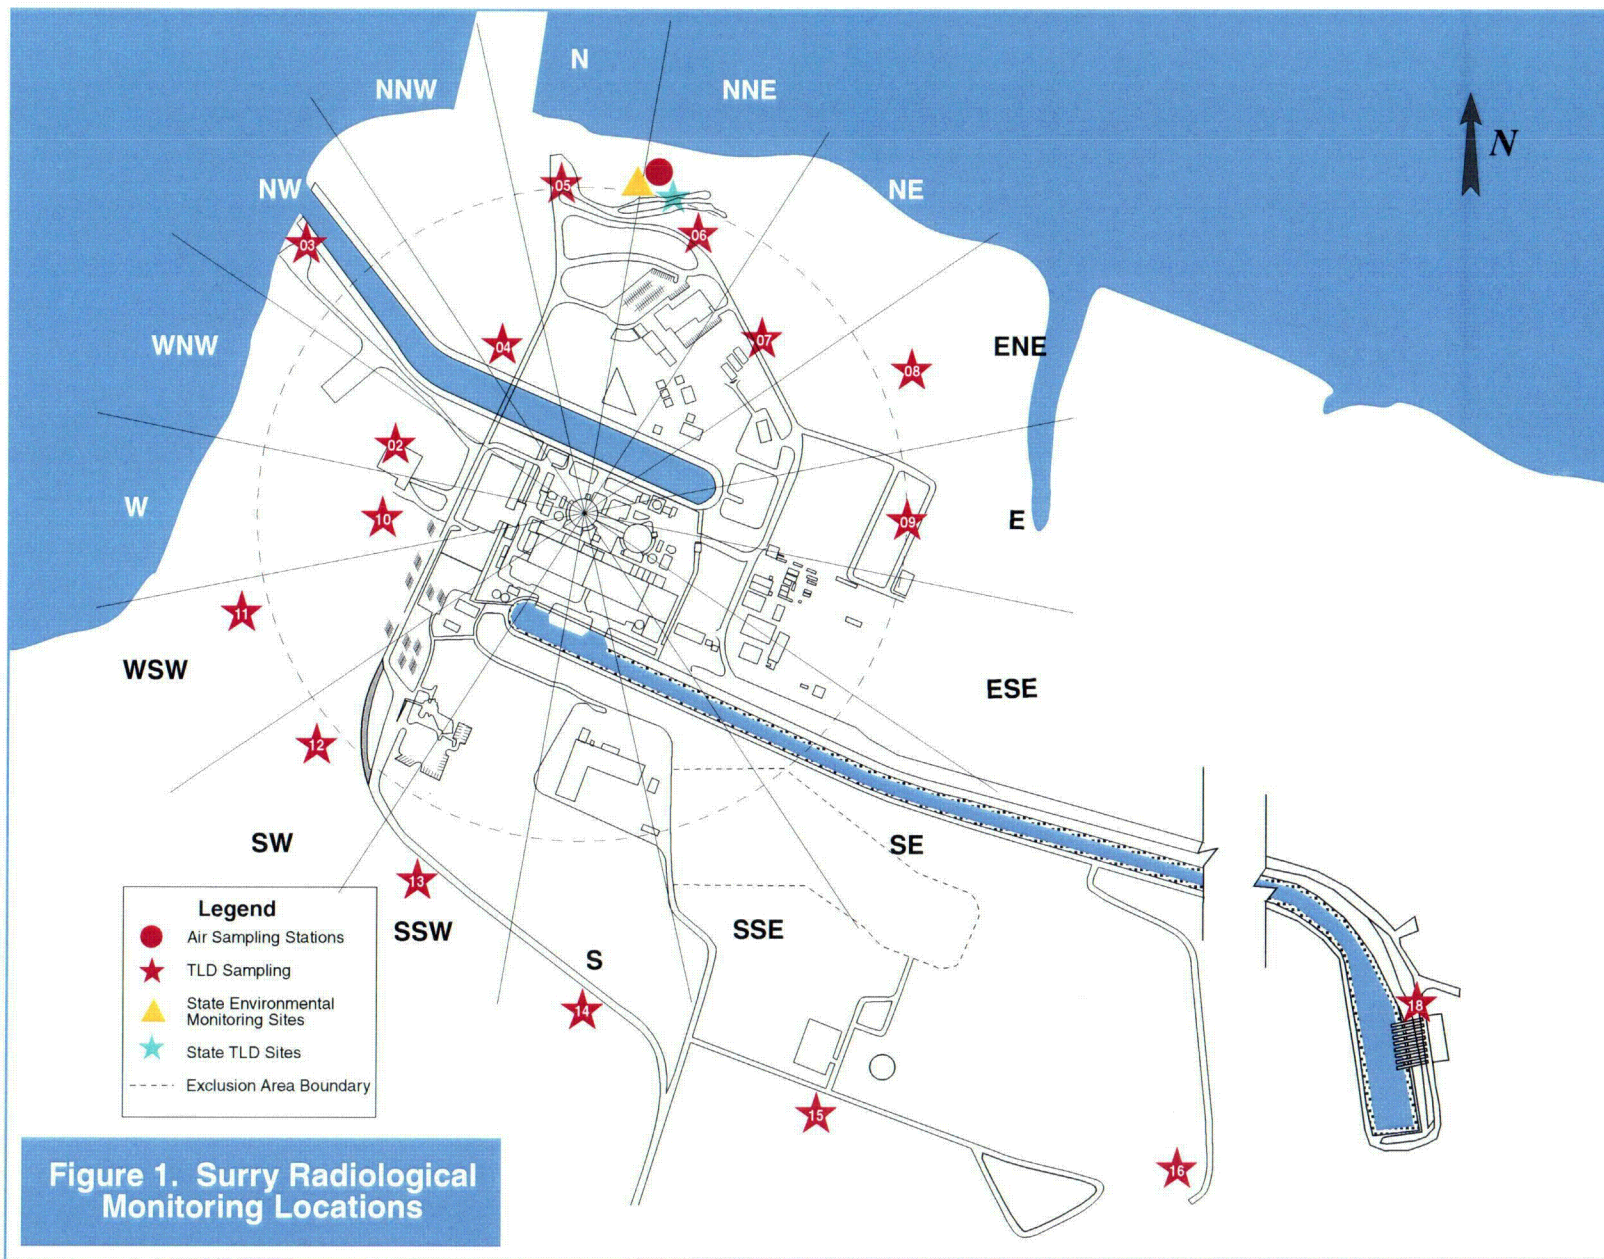 N
NNW
NNE
N
NW
NE
05
06
03
WNW
04
07
ENE
08
02
W
10
09
E
11
WSW
ESE
12
SW
SE
13
SSW
SSE
S
14
18
15
16
Legend
Air Sampling Stations
TLD Sampling
State Environmental
Monitoring Sites
State TLD Sites
Exclusion Area Boundary
Figure 1. Surry Radiological
Monitoring Locations